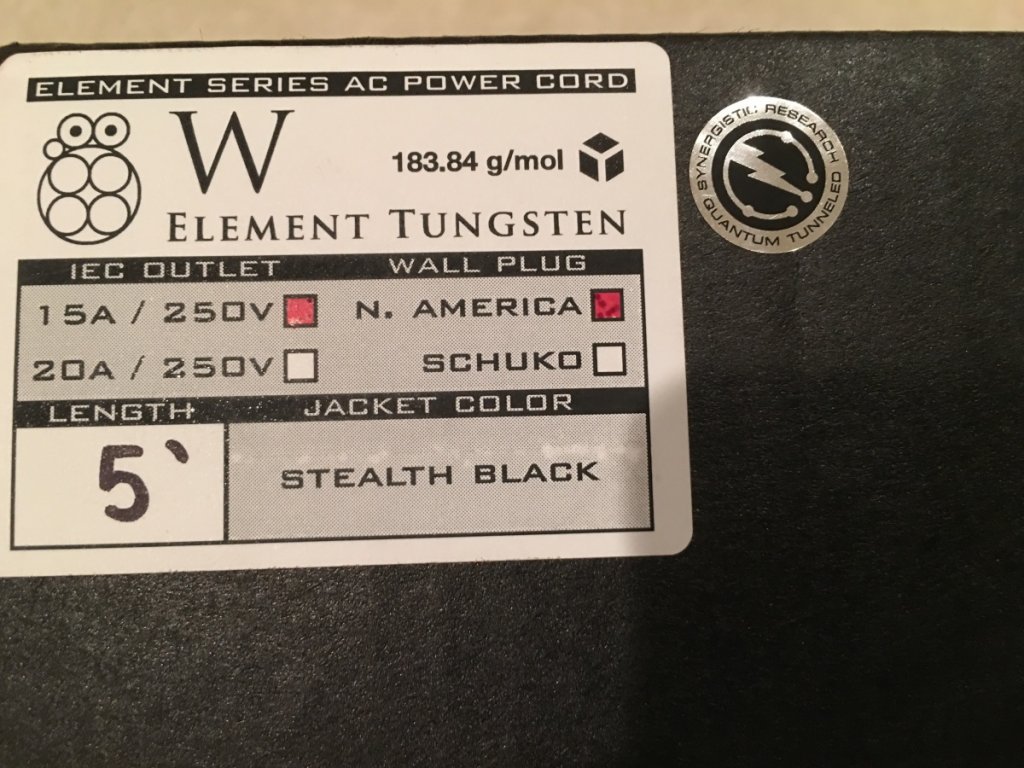 ELEMENT SERIES AC POWER CORD
W
183.84 g/mol
ELEMENT TUNGSTEN
IEC OUTLET WALL PLUG
15A / 250V N. AMERICA
20A / 250V SCHUKO
LENGTH JACKET COLOR
5` STEALTH BLACK
SYNERGISTIC RESEARCH
QUANTUM TUNNELED